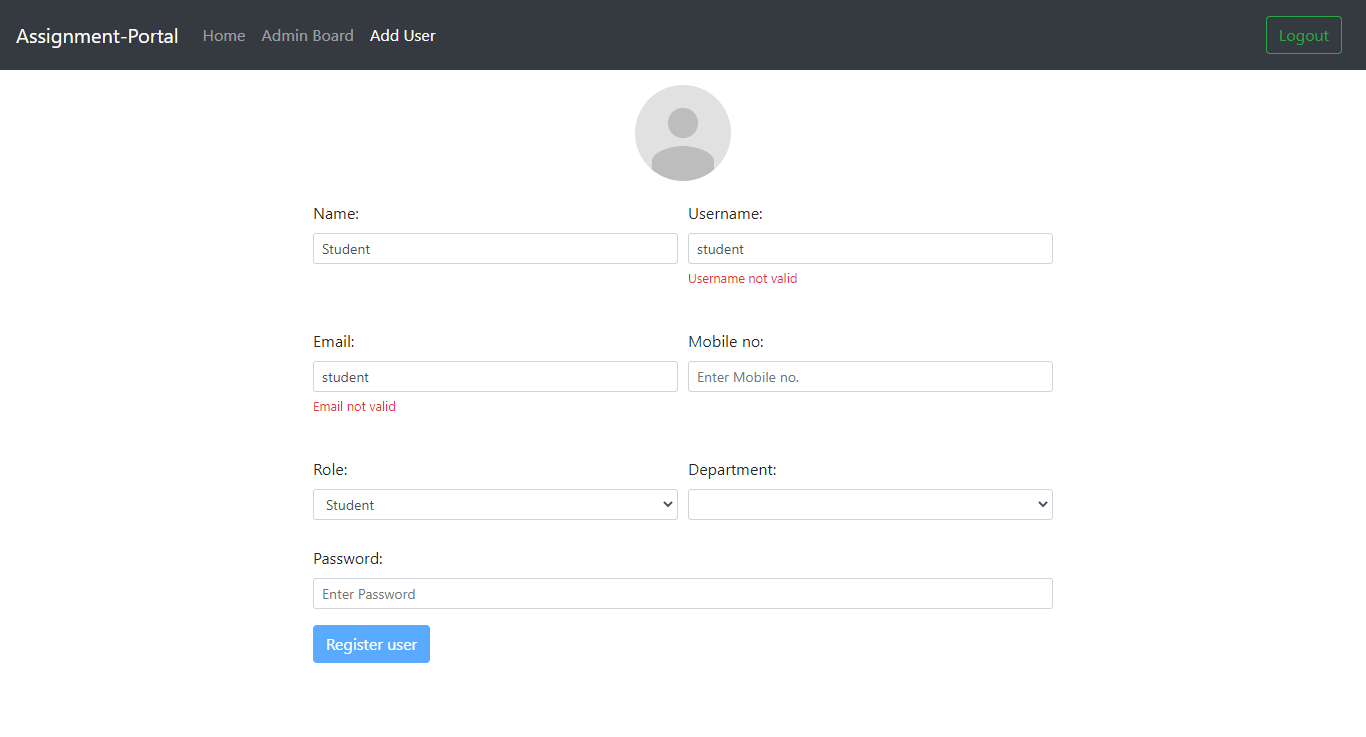 Assignment-Portal Home Admin Board Add User Logout
Name: Username:
Student student
Username not valid
Email: Mobile no:
student Enter Mobile no.
Email not valid
Role: Department:
Student
Password:
Enter Password
Register user